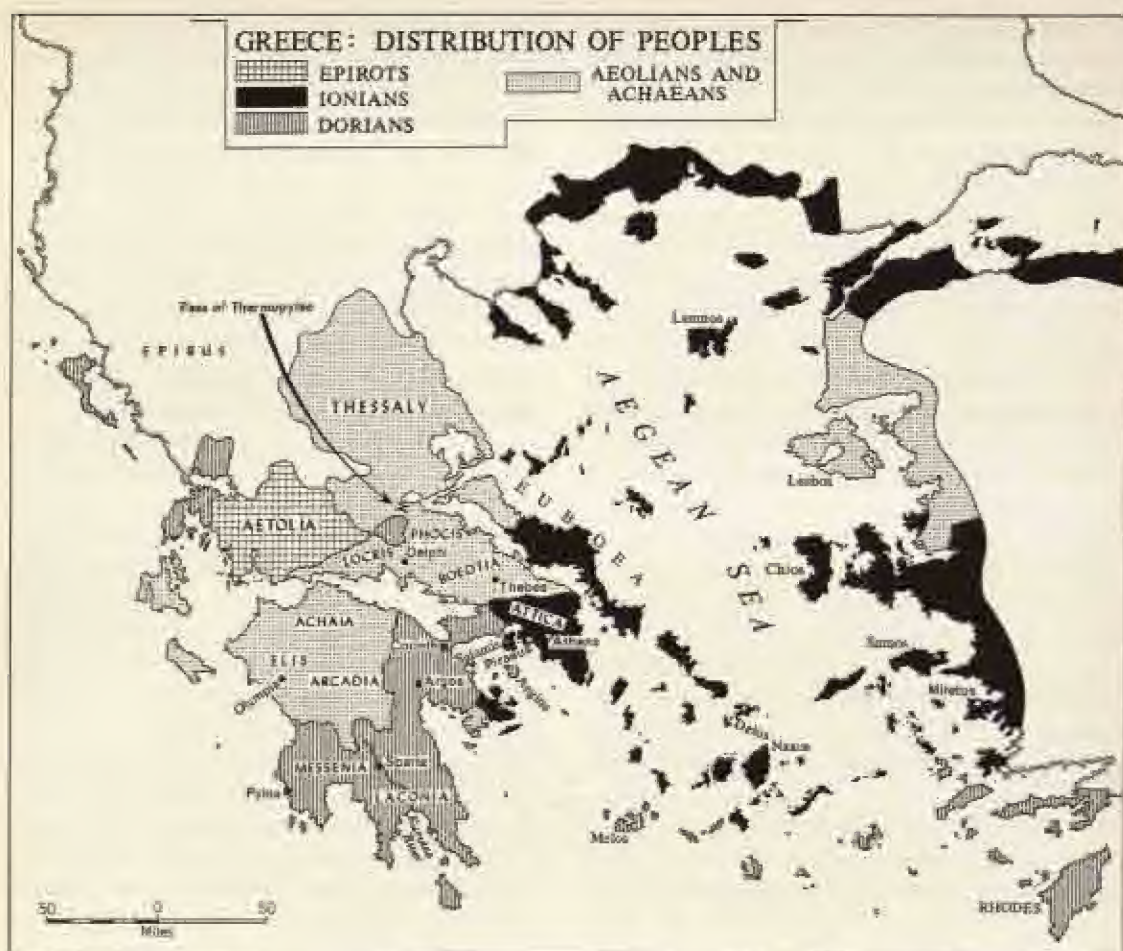 GREECE: DISTRIBUTION OF PEOPLES
EPIROTS
IONIANS
DORIANS
AEOLIANS AND
ACHAEANS
Pass of Thermopylae
EPIRUS
THESSALY
Lemnos
AEGEAN
SEA
Lesbos
EUBOEA
AETOLIA
PHOCIS
LOCRIS
Delphi
BOEOTIA
Thebes
Chios
ATTICA
Athens
ACHAIA
Corinth
Salamis
Piraeus
Aegina
ELIS
ARCADIA
Argos
Olympia
Samos
Miletus
Delos
Naxos
MESSENIA
Sparta
Pylos
LACONIA
Melos
RHODES
50 0 50
Miles